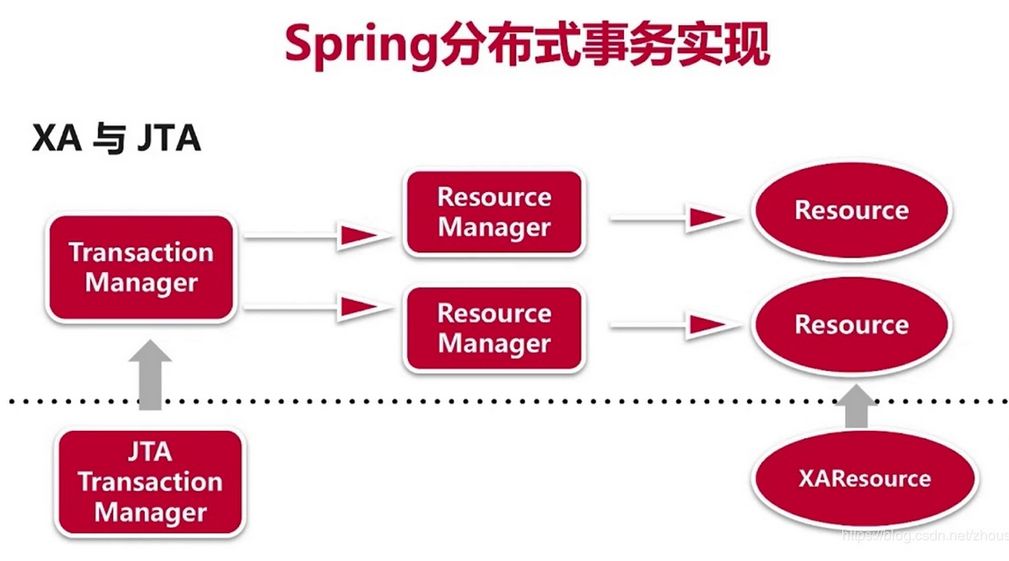 Spring分布式事务实现
XA 与 JTA
Transaction
Manager
Resource
Manager
Resource
Resource
Manager
Resource
JTA
Transaction
Manager
XAResource
https://blog.csdn.net/zhous